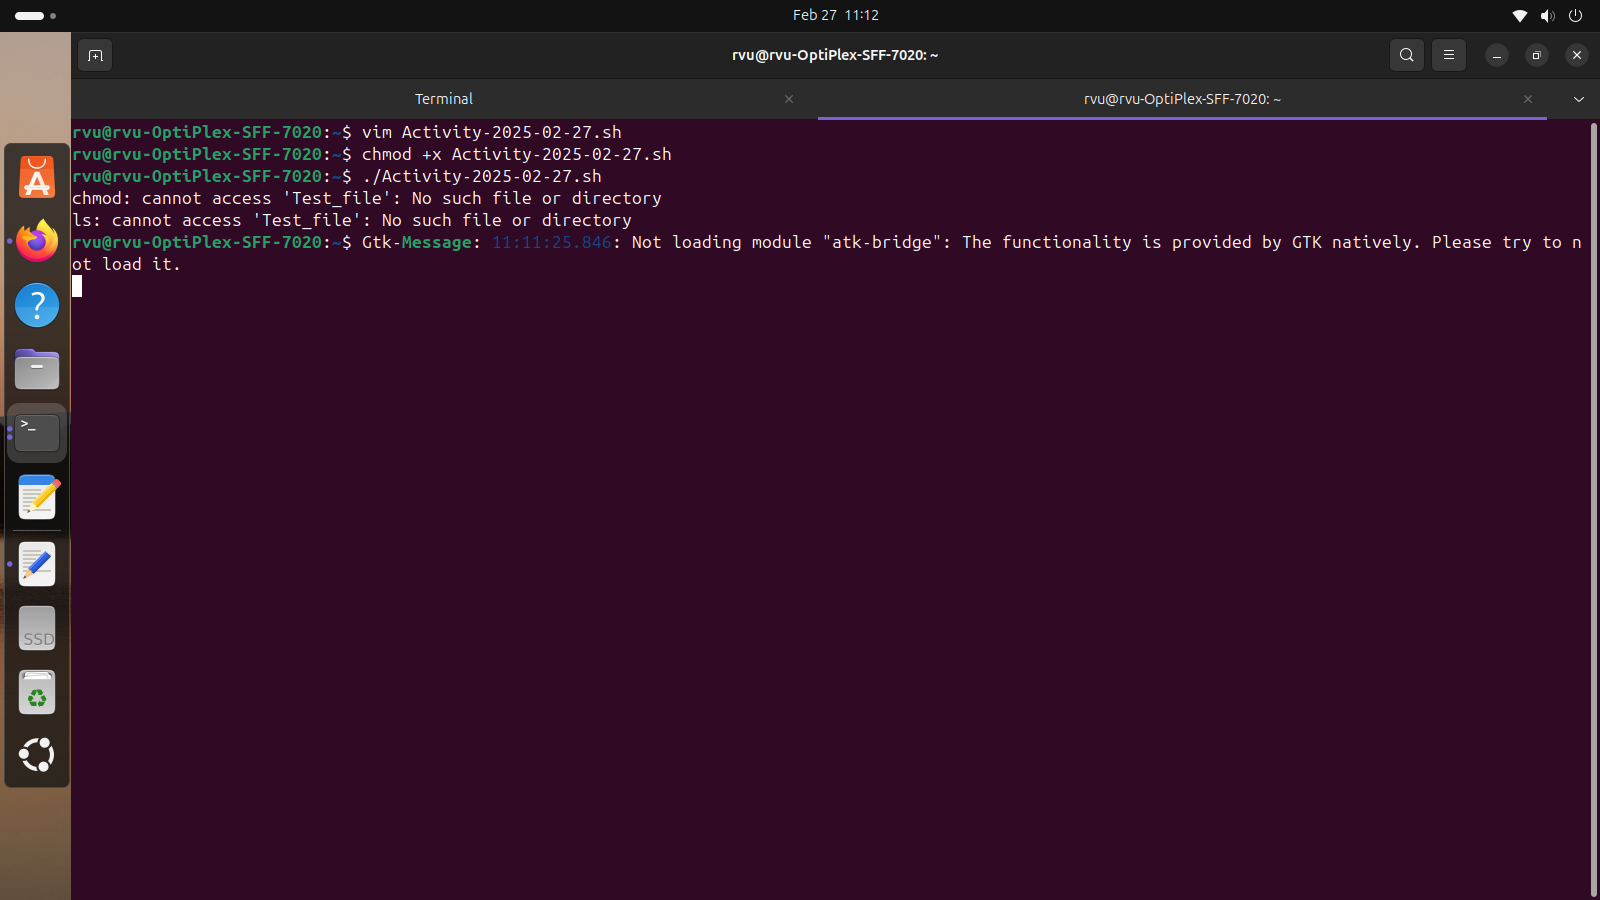 Feb 27 11:12
rvu@rvu-OptiPlex-SFF-7020: ~
Terminal
rvu@rvu-OptiPlex-SFF-7020: ~
rvu@rvu-OptiPlex-SFF-7020:~$ vim Activity-2025-02-27.sh
rvu@rvu-OptiPlex-SFF-7020:~$ chmod +x Activity-2025-02-27.sh
rvu@rvu-OptiPlex-SFF-7020:~$ ./Activity-2025-02-27.sh
chmod: cannot access 'Test_file': No such file or directory
ls: cannot access 'Test_file': No such file or directory
rvu@rvu-OptiPlex-SFF-7020:~$ Gtk-Message: 11:11:25.846: Not loading module "atk-bridge": The functionality is provided by GTK natively. Please try to n
ot load it.
>_
?
SSD